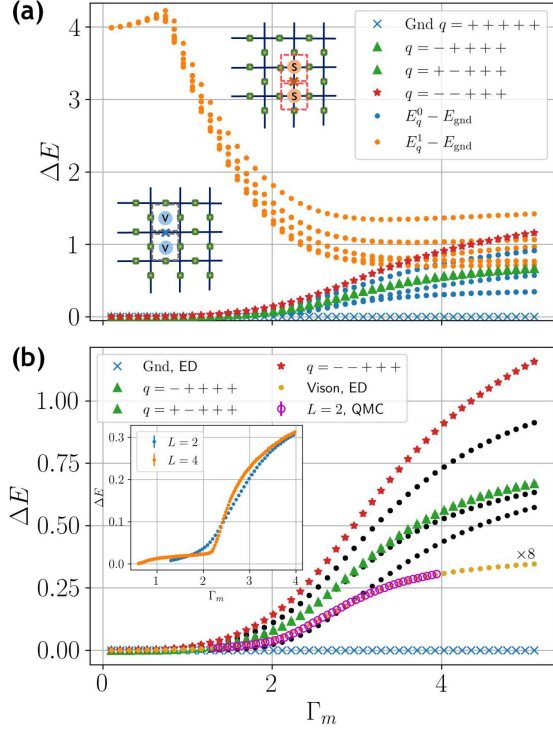 (a)
4
3
2
1
0
ΔE
Gnd q = + + + + +
q = − + + + +
q = + − + + +
q = − − + + +
E_q^0 − E_gnd
E_q^1 − E_gnd
S
S
V
V
(b)
1.00
0.75
0.50
0.25
0.00
ΔE
Gnd, ED
q = − + + + +
q = + − + + +
q = − − + + +
Vison, ED
L = 2, QMC
L = 2
L = 4
0.3
0.2
0.1
0.0
ΔE
1
2
3
4
Γ_m
×8
0
2
4
Γ_m